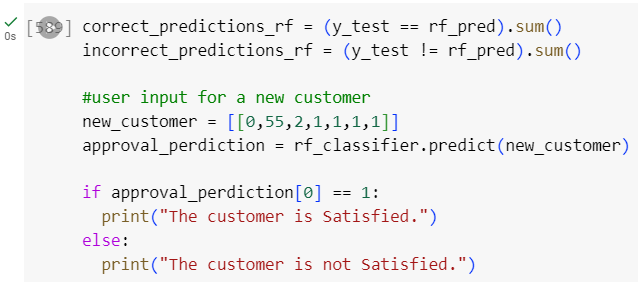 [589] correct_predictions_rf = (y_test == rf_pred).sum()
0s incorrect_predictions_rf = (y_test != rf_pred).sum()
#user input for a new customer
new_customer = [[0,55,2,1,1,1,1]]
approval_perdiction = rf_classifier.predict(new_customer)
if approval_perdiction[0] == 1:
print("The customer is Satisfied.")
else:
print("The customer is not Satisfied.")